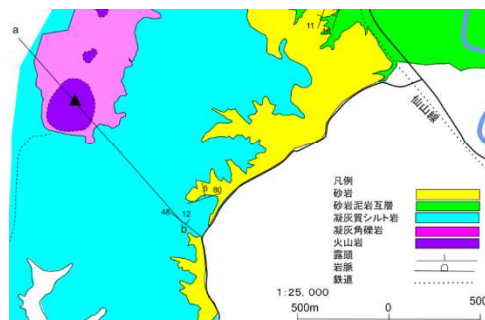 a
11
仙山線
5 80
48 12
b
凡例
砂岩
砂岩泥岩互層
凝灰質シルト岩
凝灰角礫岩
火山岩
露頭
岩脈
鉄道
1:25,000
500m 0 500